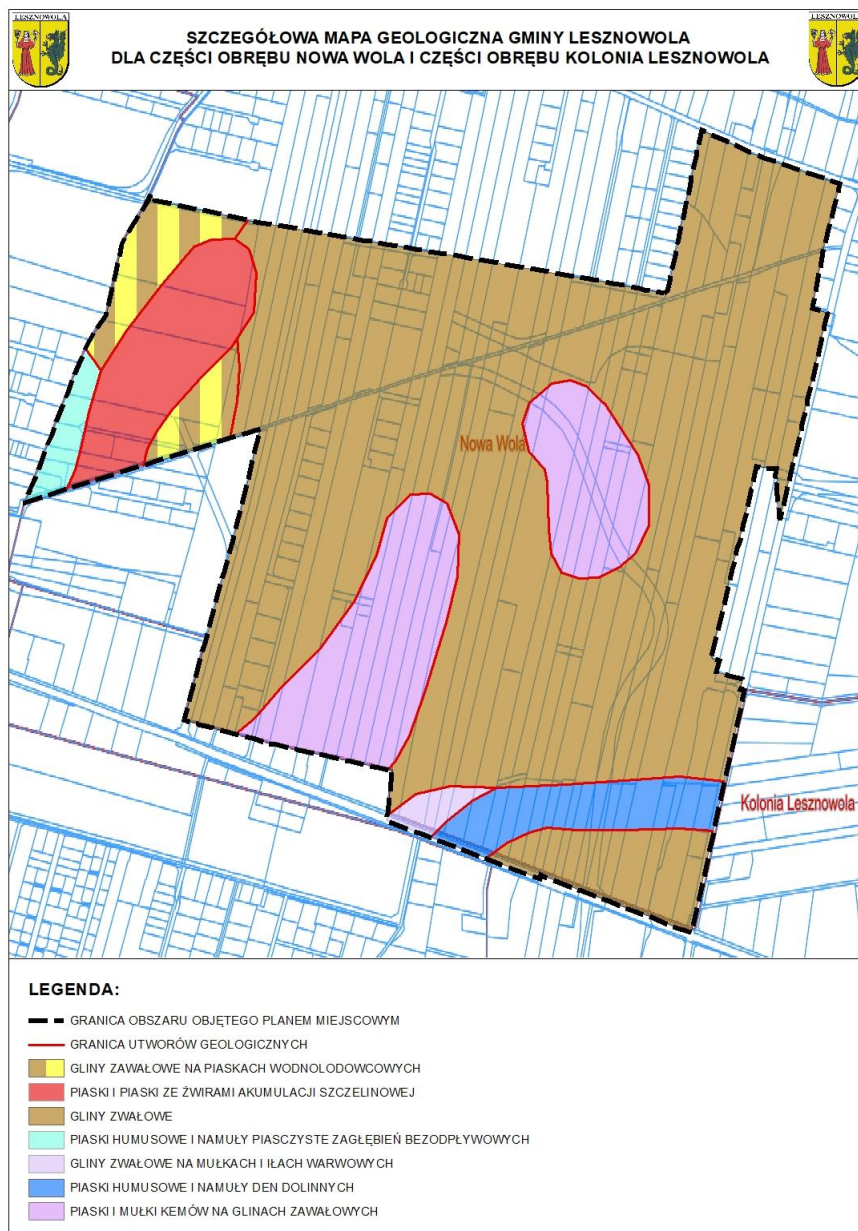 LESZNOWOLA
LESZNOWOLA
SZCZEGÓŁOWA MAPA GEOLOGICZNA GMINY LESZNOWOLA
DLA CZĘŚCI OBRĘBU NOWA WOLA I CZĘŚCI OBRĘBU KOLONIA LESZNOWOLA
Nowa Wola
Kolonia Lesznowola
LEGENDA:
GRANICA OBSZARU OBJĘTEGO PLANEM MIEJSCOWYM
GRANICA UTWORÓW GEOLOGICZNYCH
GLINY ZAWAŁOWE NA PIASKACH WODNOLODOWCOWYCH
PIASKI I PIASKI ZE ŻWIRAMI AKUMULACJI SZCZELINOWEJ
GLINY ZWAŁOWE
PIASKI HUMUSOWE I NAMUŁY PIASCZYSTE ZAGŁĘBIEŃ BEZODPŁYWOWYCH
GLINY ZWAŁOWE NA MUŁKACH I IŁACH WARWOWYCH
PIASKI HUMUSOWE I NAMUŁY DEN DOLINNYCH
PIASKI I MUŁKI KEMÓW NA GLINACH ZAWAŁOWYCH